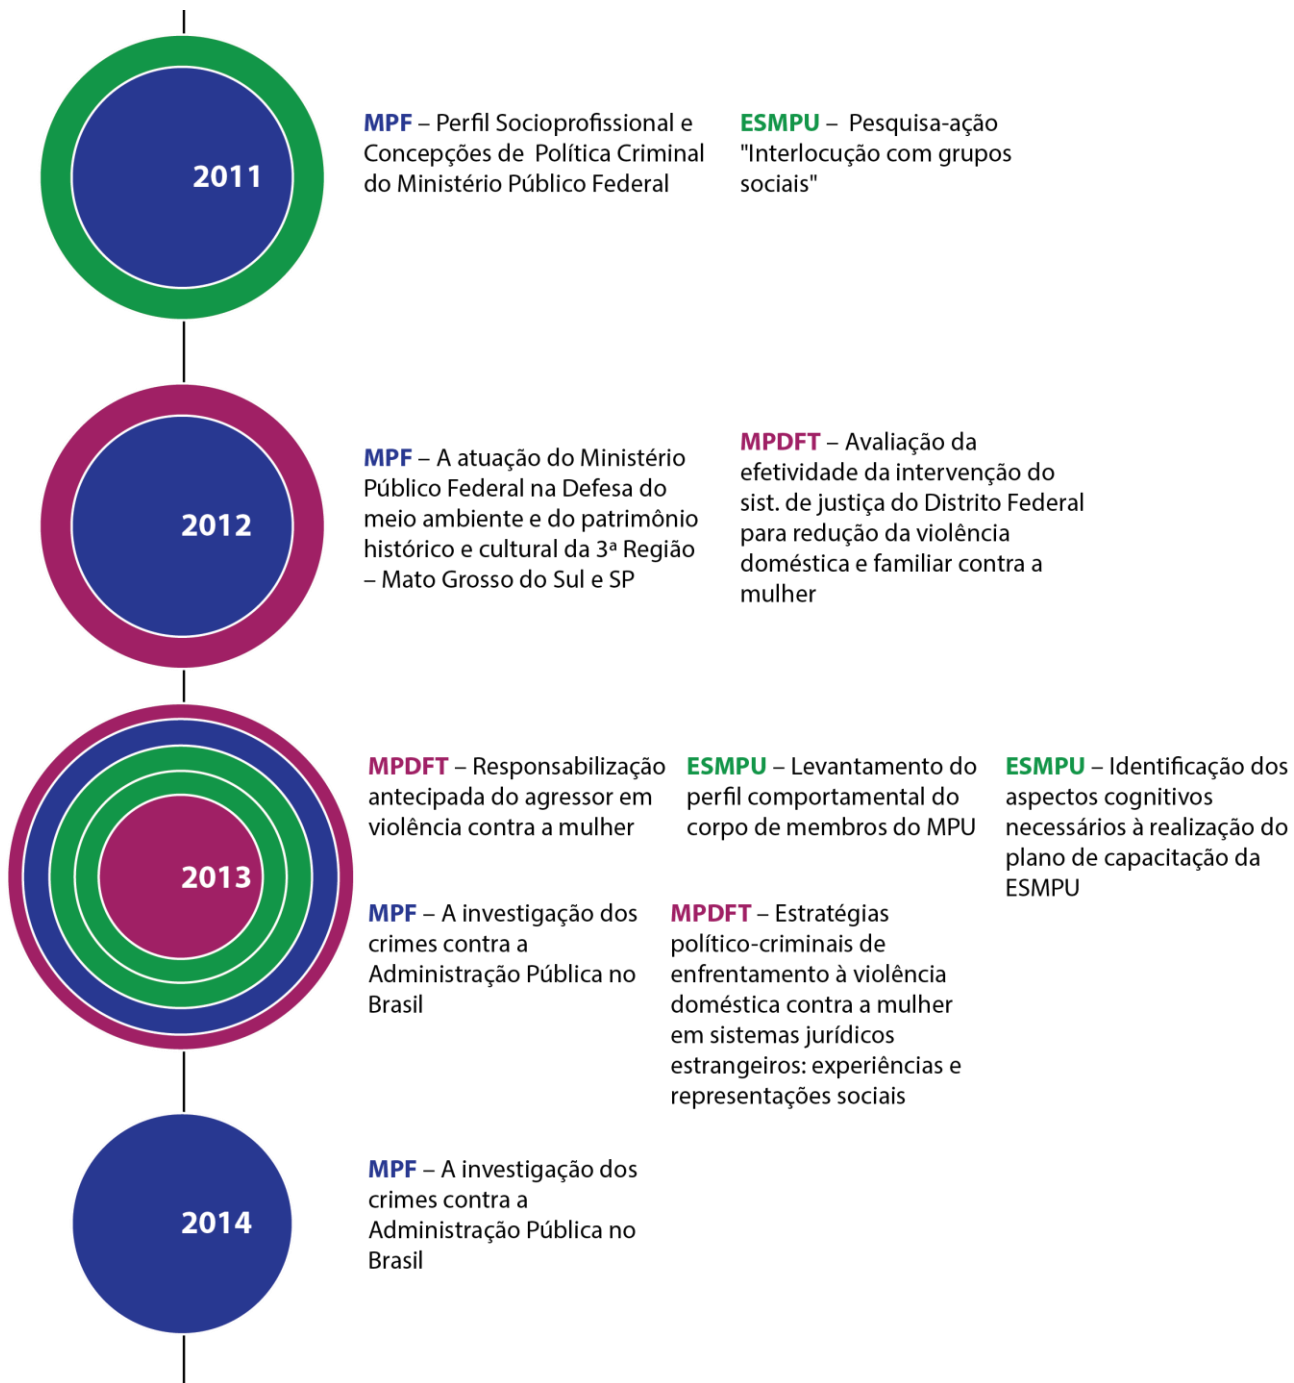 2011
MPF – Perfil Socioprofissional e
Concepções de Política Criminal
do Ministério Público Federal
ESMPU – Pesquisa-ação
"Interlocução com grupos
sociais"
2012
MPF – A atuação do Ministério
Público Federal na Defesa do
meio ambiente e do patrimônio
histórico e cultural da 3ª Região
– Mato Grosso do Sul e SP
MPDFT – Avaliação da
efetividade da intervenção do
sist. de justiça do Distrito Federal
para redução da violência
doméstica e familiar contra a
mulher
2013
MPDFT – Responsabilização
antecipada do agressor em
violência contra a mulher
ESMPU – Levantamento do
perfil comportamental do
corpo de membros do MPU
ESMPU – Identificação dos
aspectos cognitivos
necessários à realização do
plano de capacitação da
ESMPU
MPF – A investigação dos
crimes contra a
Administração Pública no
Brasil
MPDFT – Estratégias
político-criminais de
enfrentamento à violência
doméstica contra a mulher
em sistemas jurídicos
estrangeiros: experiências e
representações sociais
2014
MPF – A investigação dos
crimes contra a
Administração Pública no
Brasil